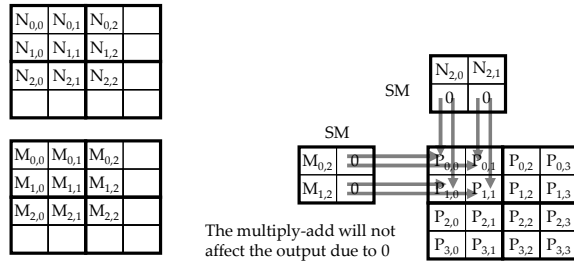 N0,0 N0,1 N0,2
N1,0 N1,1 N1,2
N2,0 N2,1 N2,2
M0,0 M0,1 M0,2
M1,0 M1,1 M1,2
M2,0 M2,1 M2,2
SM
N2,0 N2,1
0 0
SM
M0,2 0
M1,2 0
P0,0 P0,1 P0,2 P0,3
P1,0 P1,1 P1,2 P1,3
P2,0 P2,1 P2,2 P2,3
P3,0 P3,1 P3,2 P3,3
The multiply-add will not
affect the output due to 0